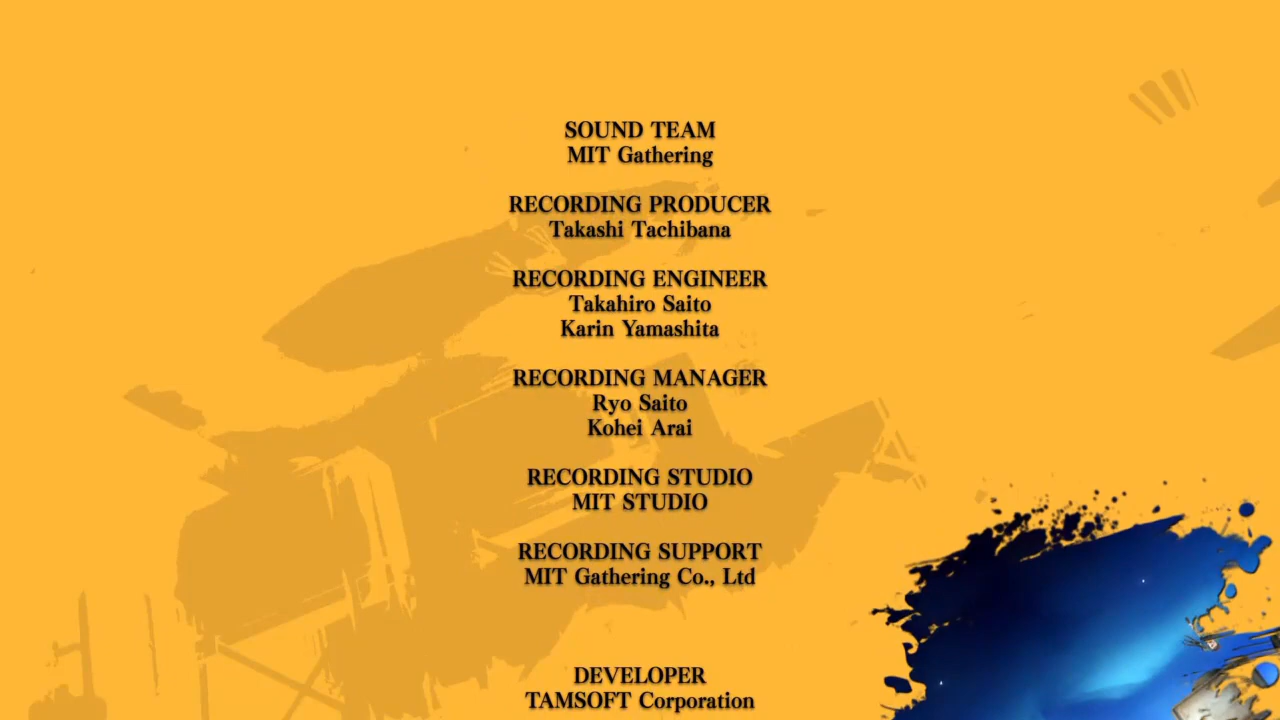 SOUND TEAM
MIT Gathering
RECORDING PRODUCER
Takashi Tachibana
RECORDING ENGINEER
Takahiro Saito
Karin Yamashita
RECORDING MANAGER
Ryo Saito
Kohei Arai
RECORDING STUDIO
MIT STUDIO
RECORDING SUPPORT
MIT Gathering Co., Ltd
DEVELOPER
TAMSOFT Corporation